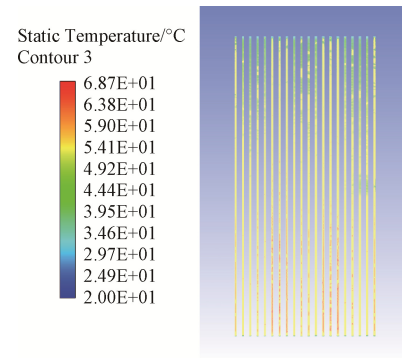 Static Temperature/°C
Contour 3
6.87E+01
6.38E+01
5.90E+01
5.41E+01
4.92E+01
4.44E+01
3.95E+01
3.46E+01
2.97E+01
2.49E+01
2.00E+01